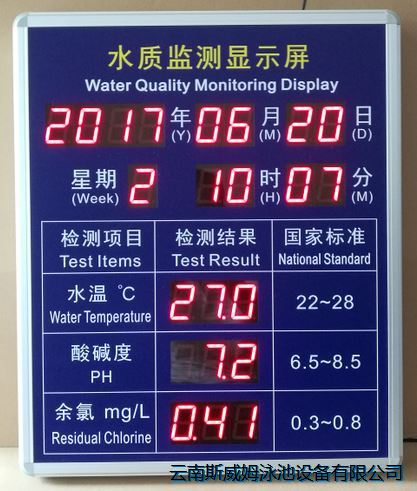 水质监测显示屏
Water Quality Monitoring Display
2017年(Y) 06月(M) 20日(D)
星期(Week) 2 10时(H) 07分(M)
检测项目 检测结果 国家标准
Test Items Test Result National Standard
水温 ℃ 27.0 22~28
Water Temperature
酸碱度 7.2 6.5~8.5
PH
余氯 mg/L 0.41 0.3~0.8
Residual Chlorine
云南斯威姆泳池设备有限公司